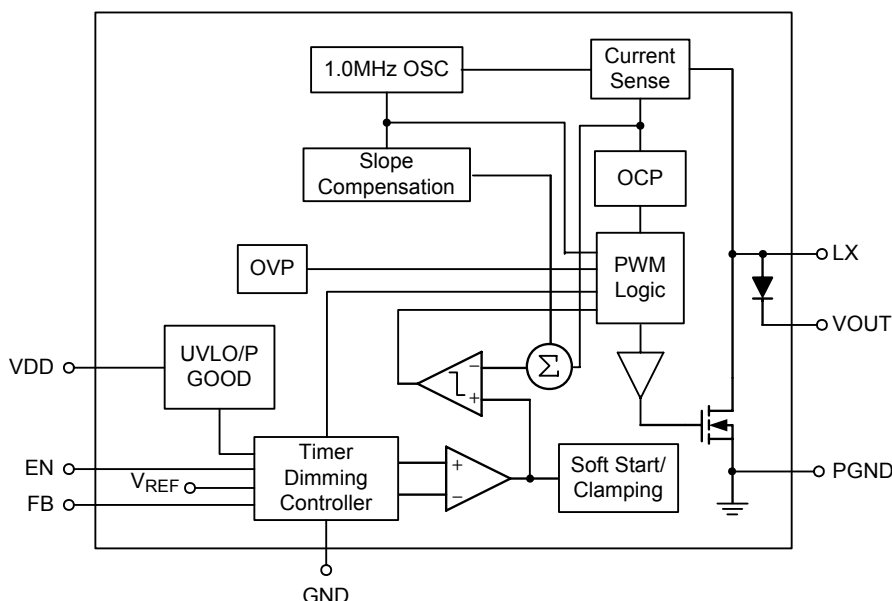 1.0MHz OSC
Current
Sense
Slope
Compensation
OCP
OVP
PWM
Logic
LX
VOUT
VDD
UVLO/P
GOOD
−
Σ
+
EN
VREF
FB
Timer
Dimming
Controller
+
−
Soft Start/
Clamping
PGND
GND